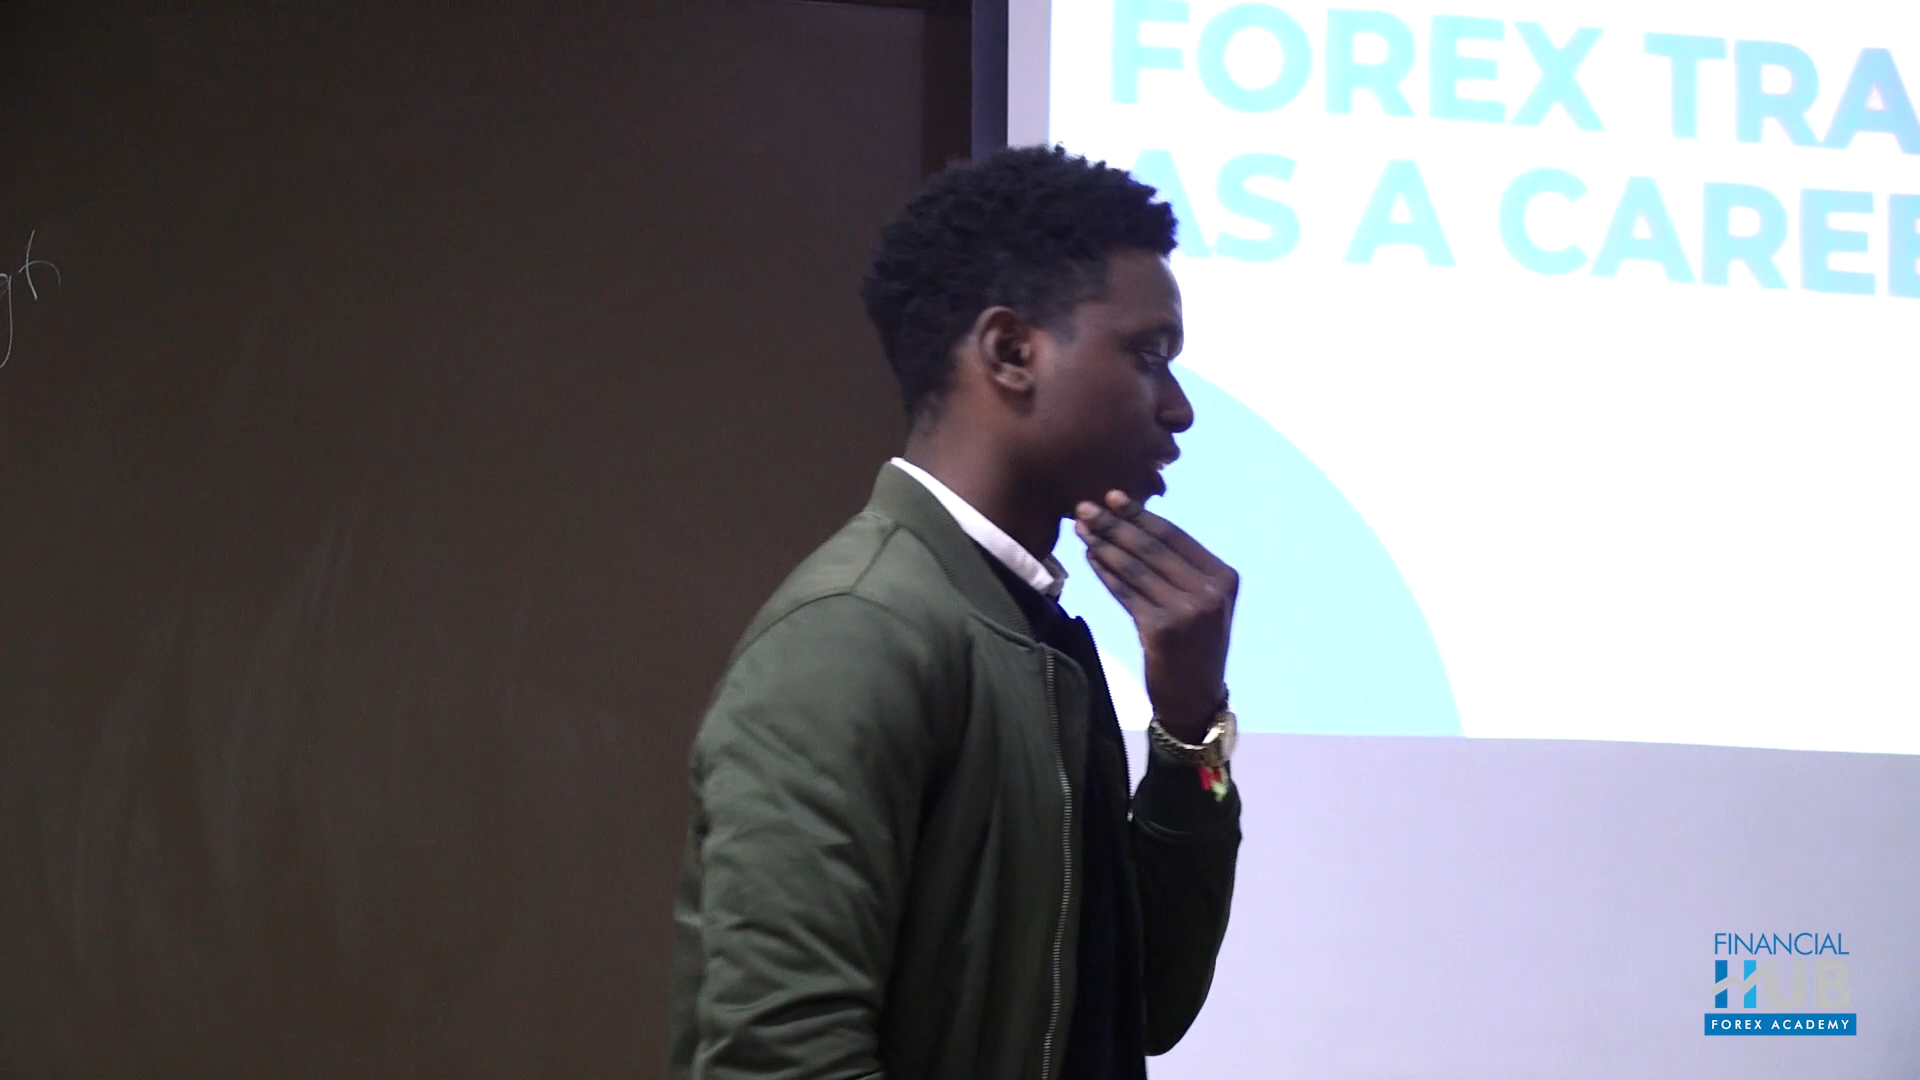 FOREX TRA
AS A CAREE
FINANCIAL
HUB
FOREX ACADEMY